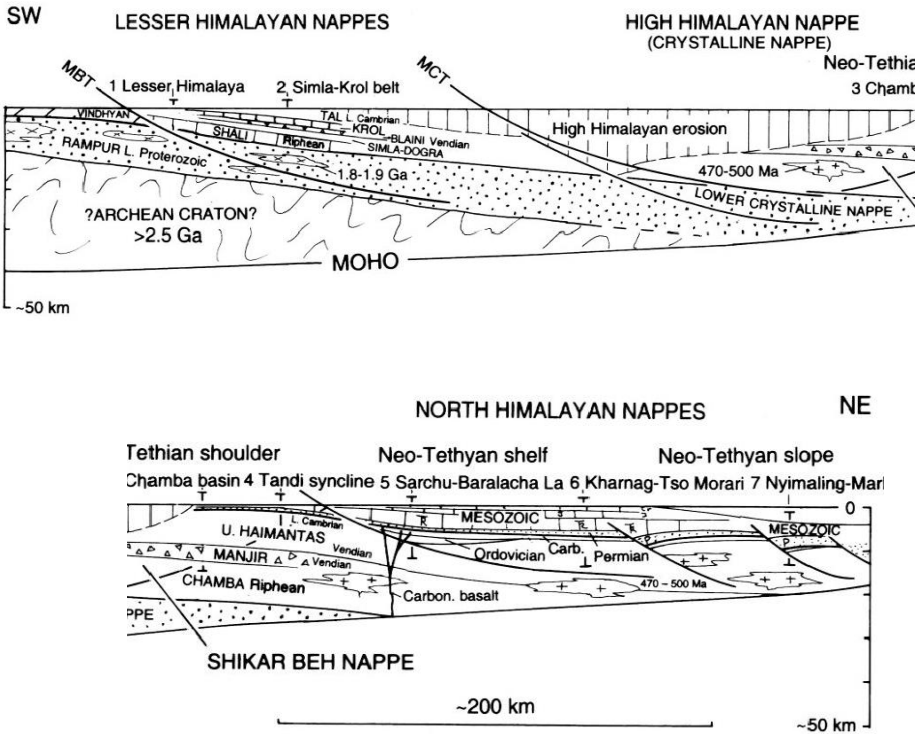 SW
LESSER HIMALAYAN NAPPES
HIGH HIMALAYAN NAPPE
(CRYSTALLINE NAPPE)
Neo-Tethia
MBT
1 Lesser Himalaya
2 Simla-Krol belt
MCT
3 Chamb
VINDHYAN
TAL L. Cambrian
KROL
BLAINI Vendian
SHALI
Riphean
SIMLA-DOGRA
High Himalayan erosion
RAMPUR L. Proterozoic
1.8-1.9 Ga
470-500 Ma
LOWER CRYSTALLINE NAPPE
?ARCHEAN CRATON?
>2.5 Ga
MOHO
~50 km
NORTH HIMALAYAN NAPPES
NE
Tethian shoulder
Neo-Tethyan shelf
Neo-Tethyan slope
Chamba basin 4 Tandi syncline 5 Sarchu-Baralacha La 6 Kharnag-Tso Morari 7 Nyimaling-Mar
0
L. Cambrian
MESOZOIC
MESOZOIC
U. HAIMANTAS
Vendian
Ordovician
Carb.
Permian
P
P
MANJIR
Vendian
CHAMBA Riphean
Carbon. basalt
470 – 500 Ma
PPE
SHIKAR BEH NAPPE
~200 km
~50 km